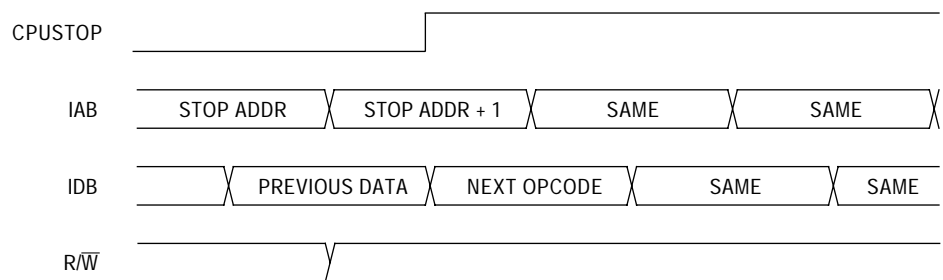 CPUSTOP
IAB STOP ADDR STOP ADDR + 1 SAME SAME
IDB PREVIOUS DATA NEXT OPCODE SAME SAME
R/W̅